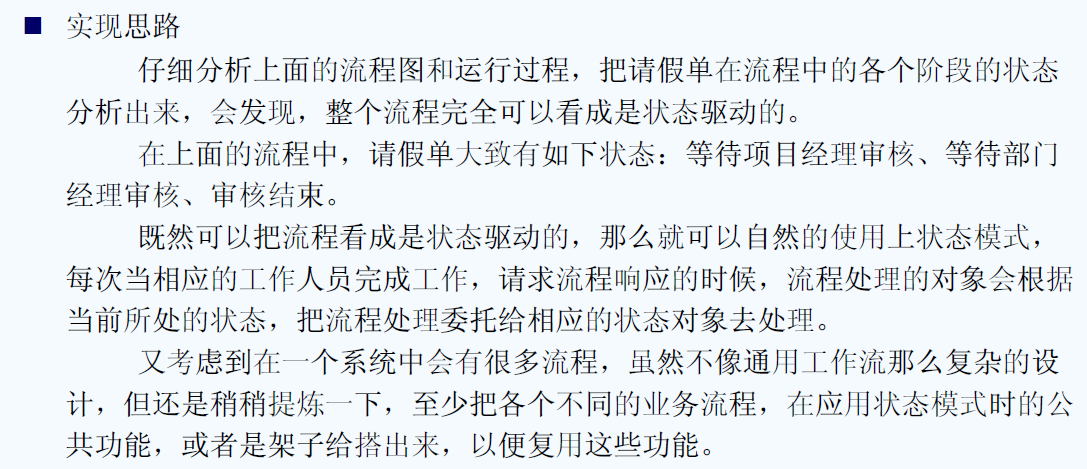 ■ 实现思路
仔细分析上面的流程图和运行过程，把请假单在流程中的各个阶段的状态
分析出来，会发现，整个流程完全可以看成是状态驱动的。
在上面的流程中，请假单大致有如下状态：等待项目经理审核、等待部门
经理审核、审核结束。
既然可以把流程看成是状态驱动的，那么就可以自然的使用上状态模式，
每次当相应的工作人员完成工作，请求流程响应的时候，流程处理的对象会根据
当前所处的状态，把流程处理委托给相应的状态对象去处理。
又考虑到在一个系统中会有很多流程，虽然不像通用工作流那么复杂的设
计，但还是稍稍提炼一下，至少把各个不同的业务流程，在应用状态模式时的公
共功能，或者是架子给搭出来，以便复用这些功能。